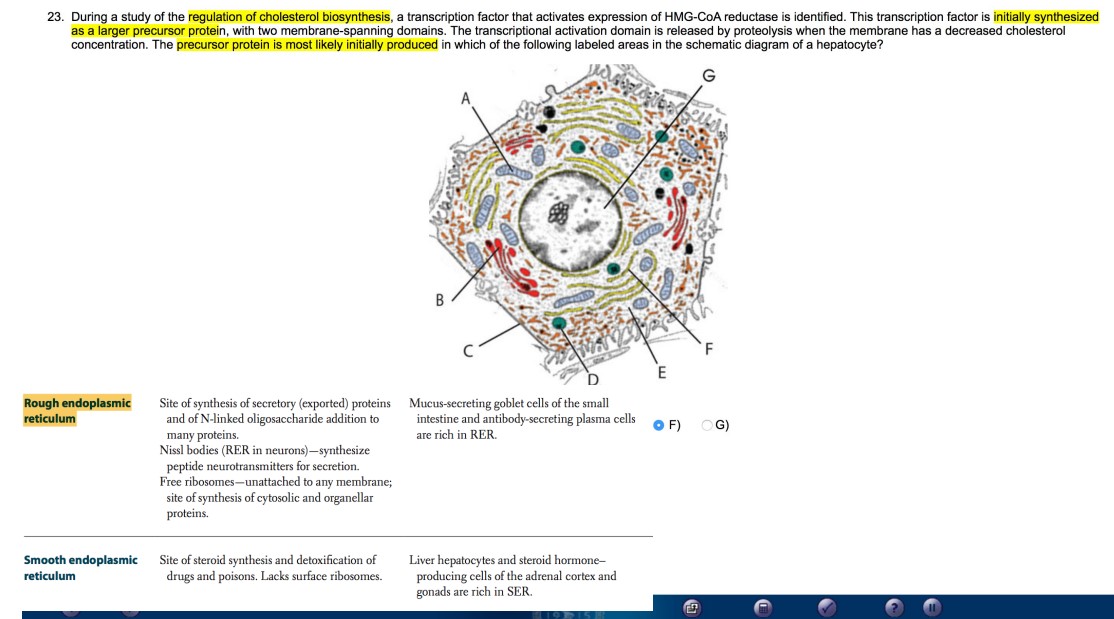 23. During a study of the regulation of cholesterol biosynthesis, a transcription factor that activates expression of HMG-CoA reductase is identified. This transcription factor is initially synthesized
as a larger precursor protein, with two membrane-spanning domains. The transcriptional activation domain is released by proteolysis when the membrane has a decreased cholesterol
concentration. The precursor protein is most likely initially produced in which of the following labeled areas in the schematic diagram of a hepatocyte?
G
A
B
C
F
E
D
Rough endoplasmic
reticulum
Site of synthesis of secretory (exported) proteins
and of N-linked oligosaccharide addition to
many proteins.
Nissl bodies (RER in neurons)—synthesize
peptide neurotransmitters for secretion.
Free ribosomes—unattached to any membrane;
site of synthesis of cytosolic and organellar
proteins.
Mucus-secreting goblet cells of the small
intestine and antibody-secreting plasma cells
are rich in RER.
F)
G)
Smooth endoplasmic
reticulum
Site of steroid synthesis and detoxification of
drugs and poisons. Lacks surface ribosomes.
Liver hepatocytes and steroid hormone–
producing cells of the adrenal cortex and
gonads are rich in SER.
?